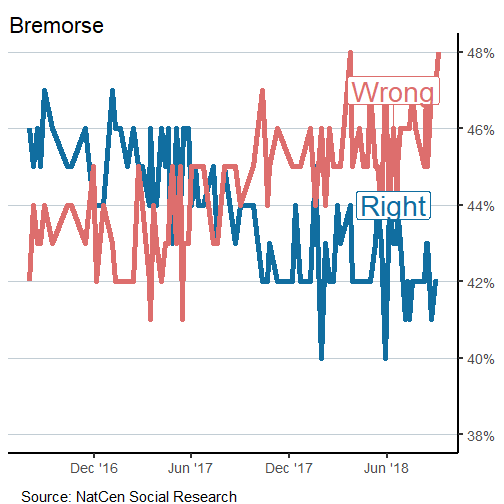 Bremorse
48%
Wrong
46%
Right
44%
42%
40%
38%
Dec '16 Jun '17 Dec '17 Jun '18
Source: NatCen Social Research